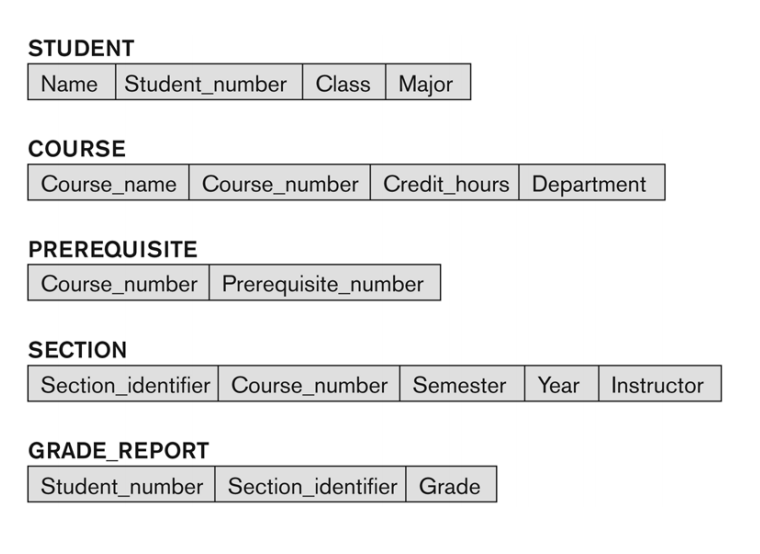 STUDENT
Name Student_number Class Major
COURSE
Course_name Course_number Credit_hours Department
PREREQUISITE
Course_number Prerequisite_number
SECTION
Section_identifier Course_number Semester Year Instructor
GRADE_REPORT
Student_number Section_identifier Grade